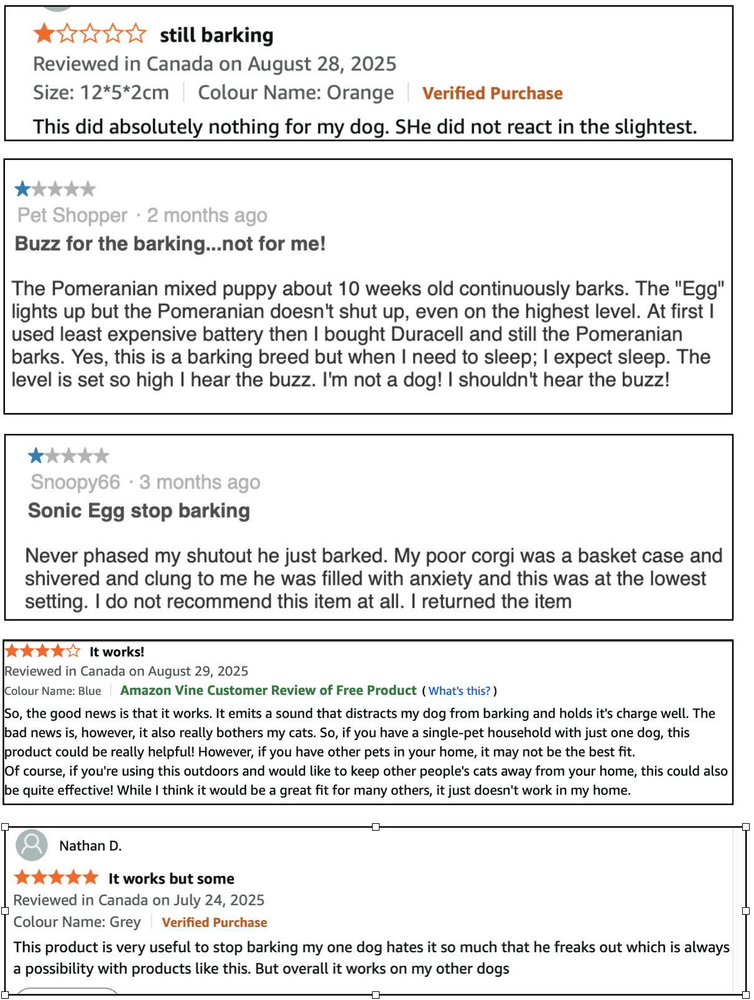 still barking
Reviewed in Canada on August 28, 2025
Size: 12*5*2cm | Colour Name: Orange | Verified Purchase
This did absolutely nothing for my dog. SHe did not react in the slightest.
Pet Shopper · 2 months ago
Buzz for the barking...not for me!
The Pomeranian mixed puppy about 10 weeks old continuously barks. The "Egg"
lights up but the Pomeranian doesn't shut up, even on the highest level. At first I
used least expensive battery then I bought Duracell and still the Pomeranian
barks. Yes, this is a barking breed but when I need to sleep; I expect sleep. The
level is set so high I hear the buzz. I'm not a dog! I shouldn't hear the buzz!
Snoopy66 · 3 months ago
Sonic Egg stop barking
Never phased my shutout he just barked. My poor corgi was a basket case and
shivered and clung to me he was filled with anxiety and this was at the lowest
setting. I do not recommend this item at all. I returned the item
It works!
Reviewed in Canada on August 29, 2025
Colour Name: Blue | Amazon Vine Customer Review of Free Product ( What's this? )
So, the good news is that it works. It emits a sound that distracts my dog from barking and holds it's charge well. The
bad news is, however, it also really bothers my cats. So, if you have a single-pet household with just one dog, this
product could be really helpful! However, if you have other pets in your home, it may not be the best fit.
Of course, if you're using this outdoors and would like to keep other people's cats away from your home, this could also
be quite effective! While I think it would be a great fit for many others, it just doesn't work in my home.
Nathan D.
It works but some
Reviewed in Canada on July 24, 2025
Colour Name: Grey | Verified Purchase
This product is very useful to stop barking my one dog hates it so much that he freaks out which is always
a possibility with products like this. But overall it works on my other dogs